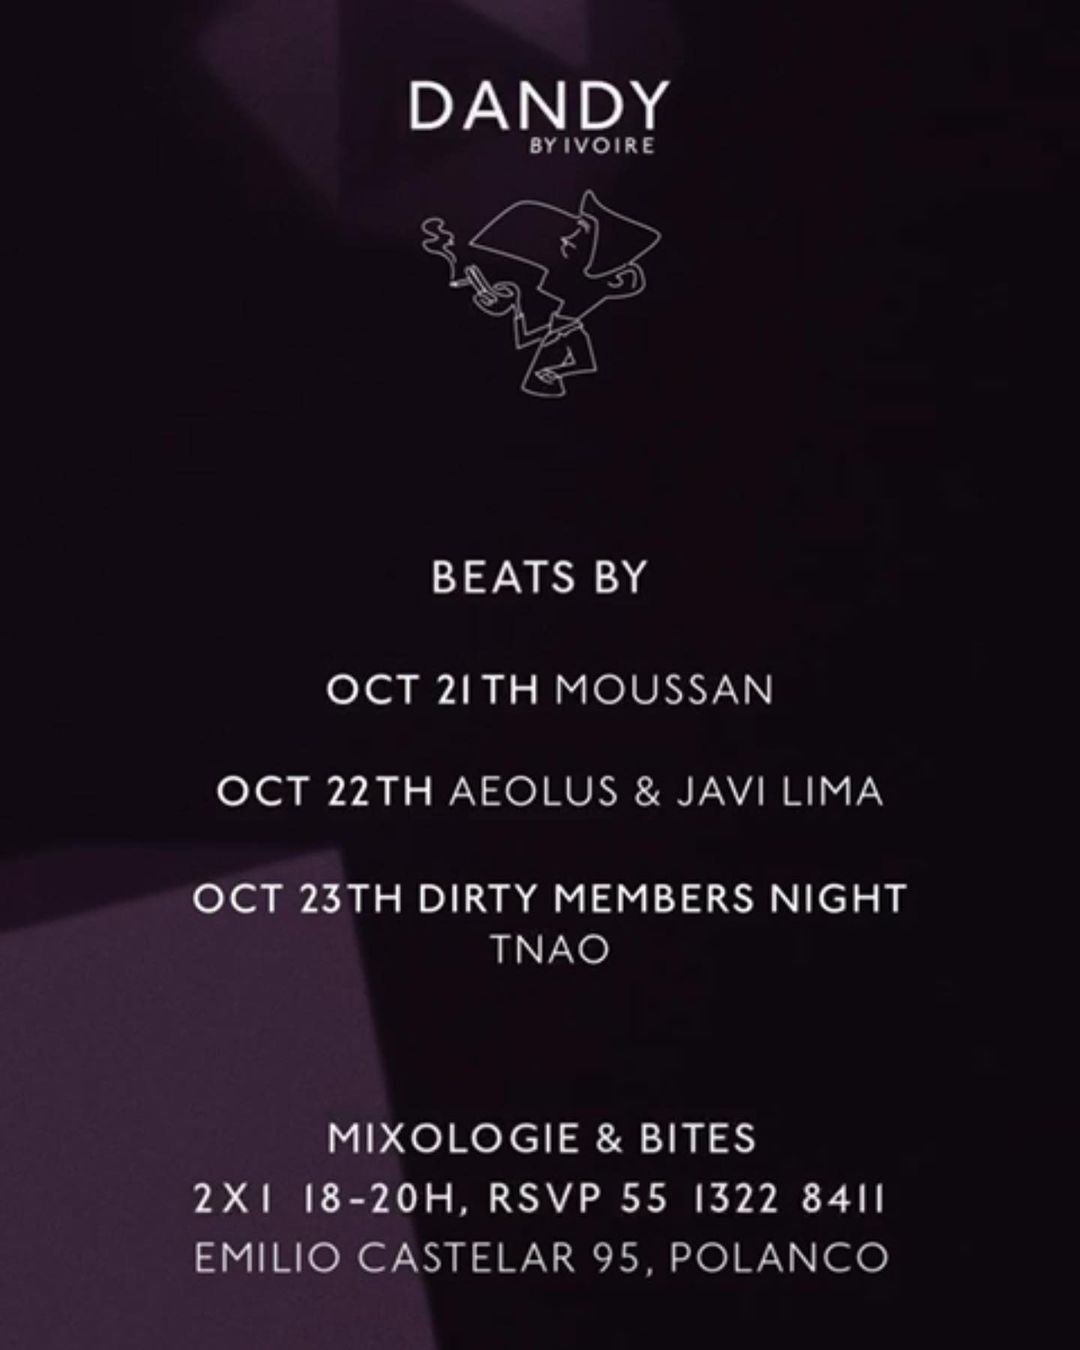 DANDY
BY IVOIRE
BEATS BY
OCT 21TH MOUSSAN
OCT 22TH AEOLUS & JAVI LIMA
OCT 23TH DIRTY MEMBERS NIGHT
TNAO
MIXOLOGIE & BITES
2X1 18-20H, RSVP 55 1322 8411
EMILIO CASTELAR 95, POLANCO